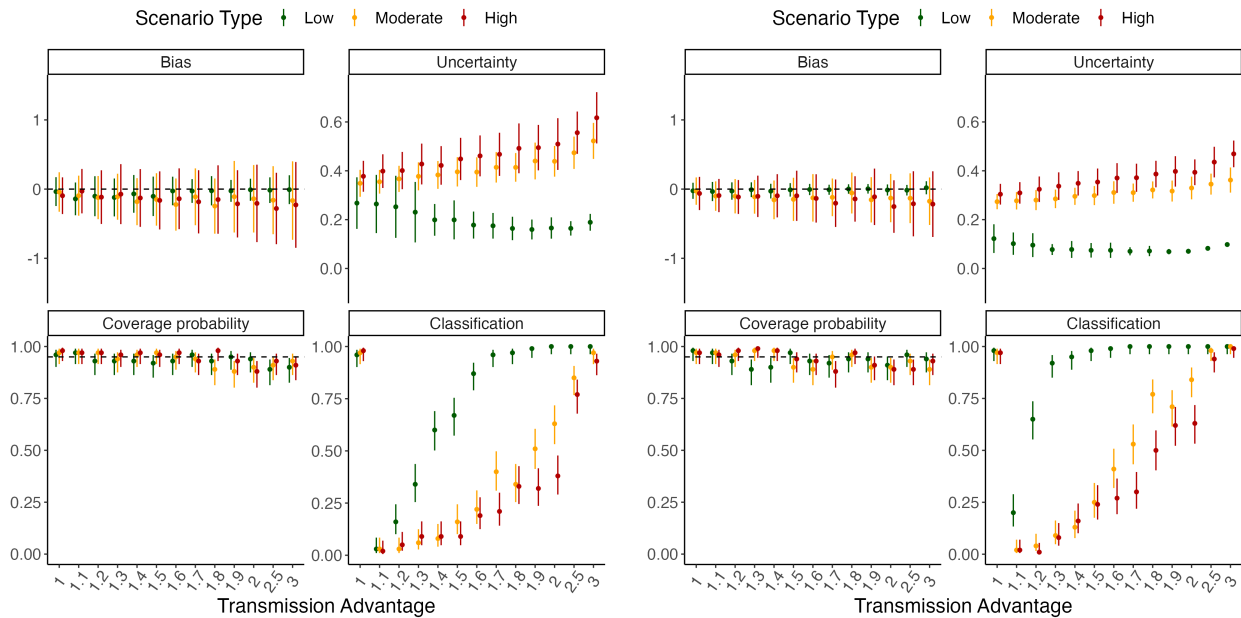 Scenario Type Low Moderate High
Bias Uncertainty
1
0
-1
0.6
0.4
0.2
0.0
Coverage probability Classification
1.00
0.75
0.50
0.25
0.00
1.00
0.75
0.50
0.25
0.00
1 1.1 1.2 1.3 1.4 1.5 1.6 1.7 1.8 1.9 2 2.5 3
1 1.1 1.2 1.3 1.4 1.5 1.6 1.7 1.8 1.9 2 2.5 3
Transmission Advantage
Scenario Type Low Moderate High
Bias Uncertainty
1
0
-1
0.6
0.4
0.2
0.0
Coverage probability Classification
1.00
0.75
0.50
0.25
0.00
1.00
0.75
0.50
0.25
0.00
1 1.1 1.2 1.3 1.4 1.5 1.6 1.7 1.8 1.9 2 2.5 3
1 1.1 1.2 1.3 1.4 1.5 1.6 1.7 1.8 1.9 2 2.5 3
Transmission Advantage